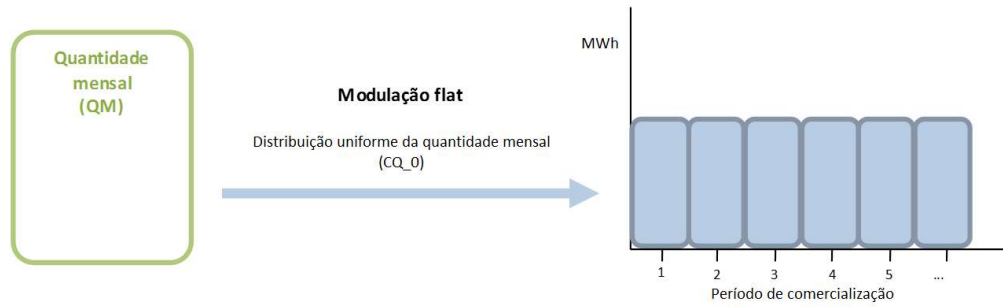 Quantidade
mensal
(QM)
Modulação flat
Distribuição uniforme da quantidade mensal
(CQ_0)
MWh
1 2 3 4 5 ...
Período de comercialização